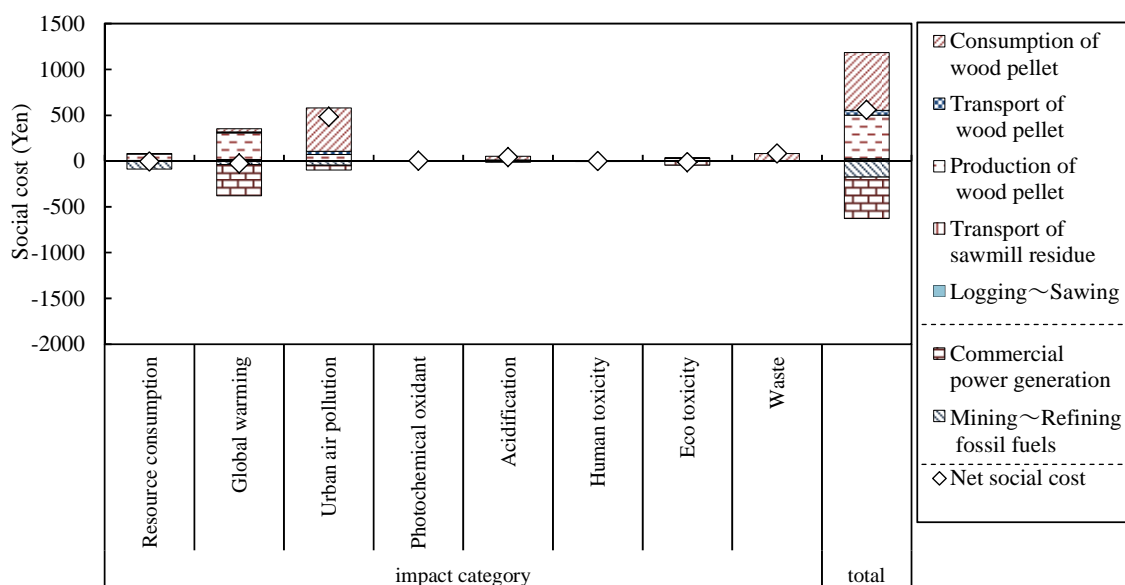 1500
1000
500
0
-500
-1000
-1500
-2000
Social cost (Yen)
Resource consumption
Global warming
Urban air pollution
Photochemical oxidant
Acidification
Human toxicity
Eco toxicity
Waste
impact category
total
Consumption of
wood pellet
Transport of
wood pellet
Production of
wood pellet
Transport of
sawmill residue
Logging～Sawing
Commercial
power generation
Mining～Refining
fossil fuels
Net social cost